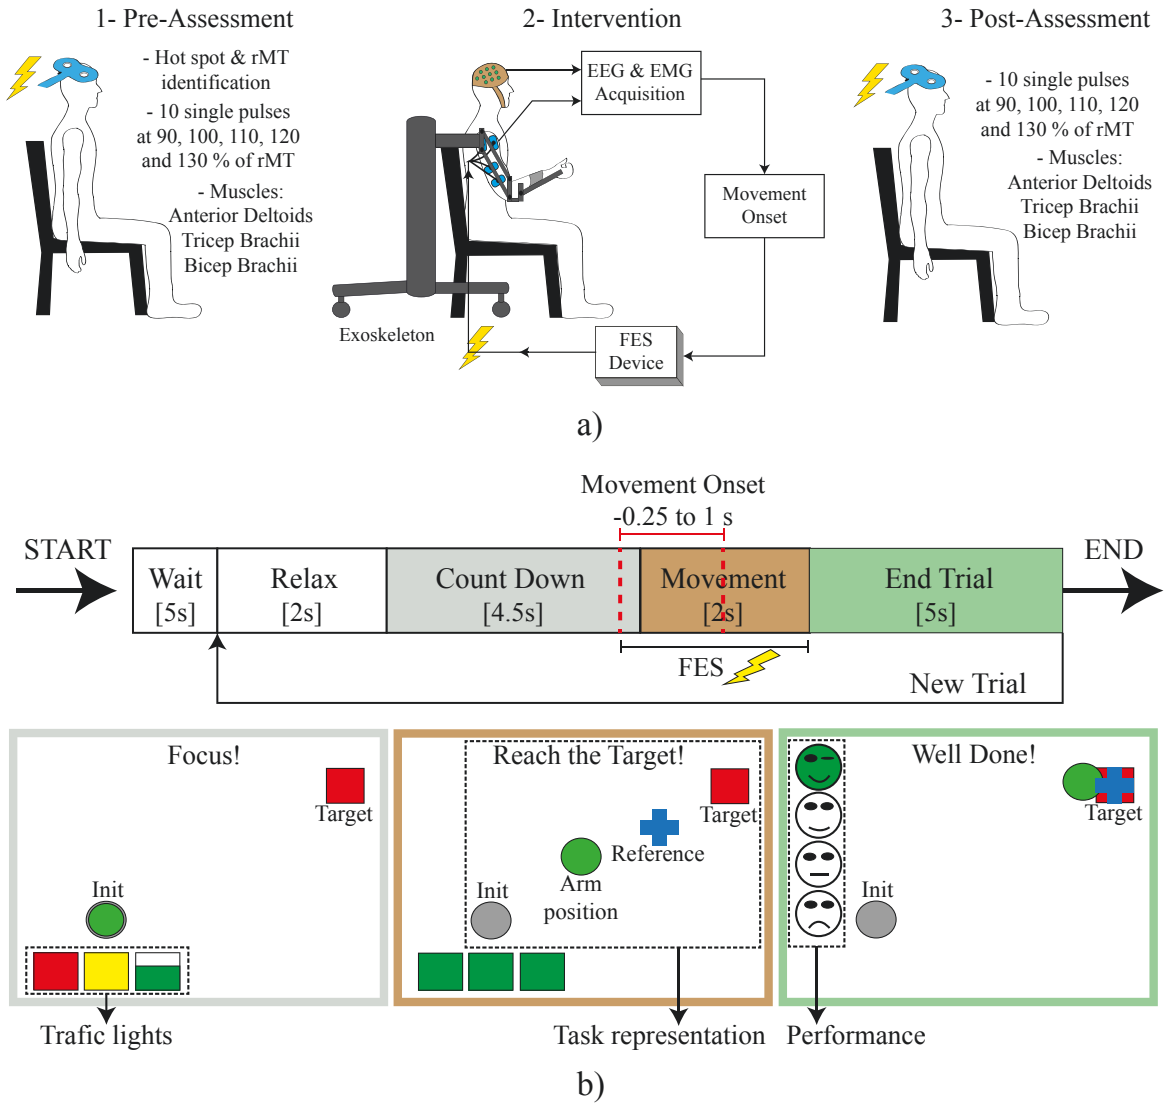 1- Pre-Assessment
- Hot spot & rMT
identification
- 10 single pulses
at 90, 100, 110, 120
and 130 % of rMT
- Muscles:
Anterior Deltoids
Tricep Brachii
Bicep Brachii
2- Intervention
EEG & EMG
Acquisition
Movement
Onset
FES
Device
Exoskeleton
3- Post-Assessment
- 10 single pulses
at 90, 100, 110, 120
and 130% of rMT
- Muscles:
Anterior Deltoids
Tricep Brachii
Bicep Brachii
a)
Movement Onset
-0.25 to 1 s
START
Wait
[5s]
Relax
[2s]
Count Down
[4.5s]
Movement
[2s]
End Trial
[5s]
END
FES
New Trial
Focus!
Target
Init
Trafic lights
Reach the Target!
Target
Reference
Arm
position
Init
Task representation
Well Done!
Target
Init
Performance
b)